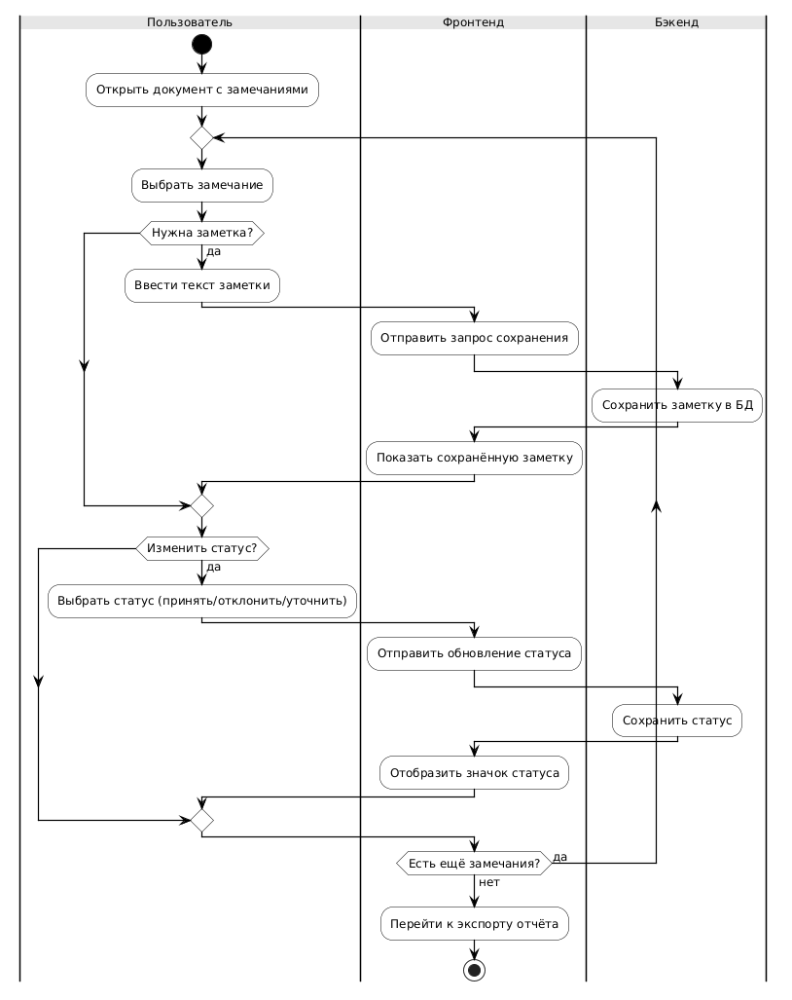 Пользователь
Фронтенд
Бэкенд
Открыть документ с замечаниями
Выбрать замечание
Нужна заметка?
да
Ввести текст заметки
Отправить запрос сохранения
Сохранить заметку в БД
Показать сохранённую заметку
Изменить статус?
да
Выбрать статус (принять/отклонить/уточнить)
Отправить обновление статуса
Сохранить статус
Отобразить значок статуса
Есть ещё замечания?
да
нет
Перейти к экспорту отчёта